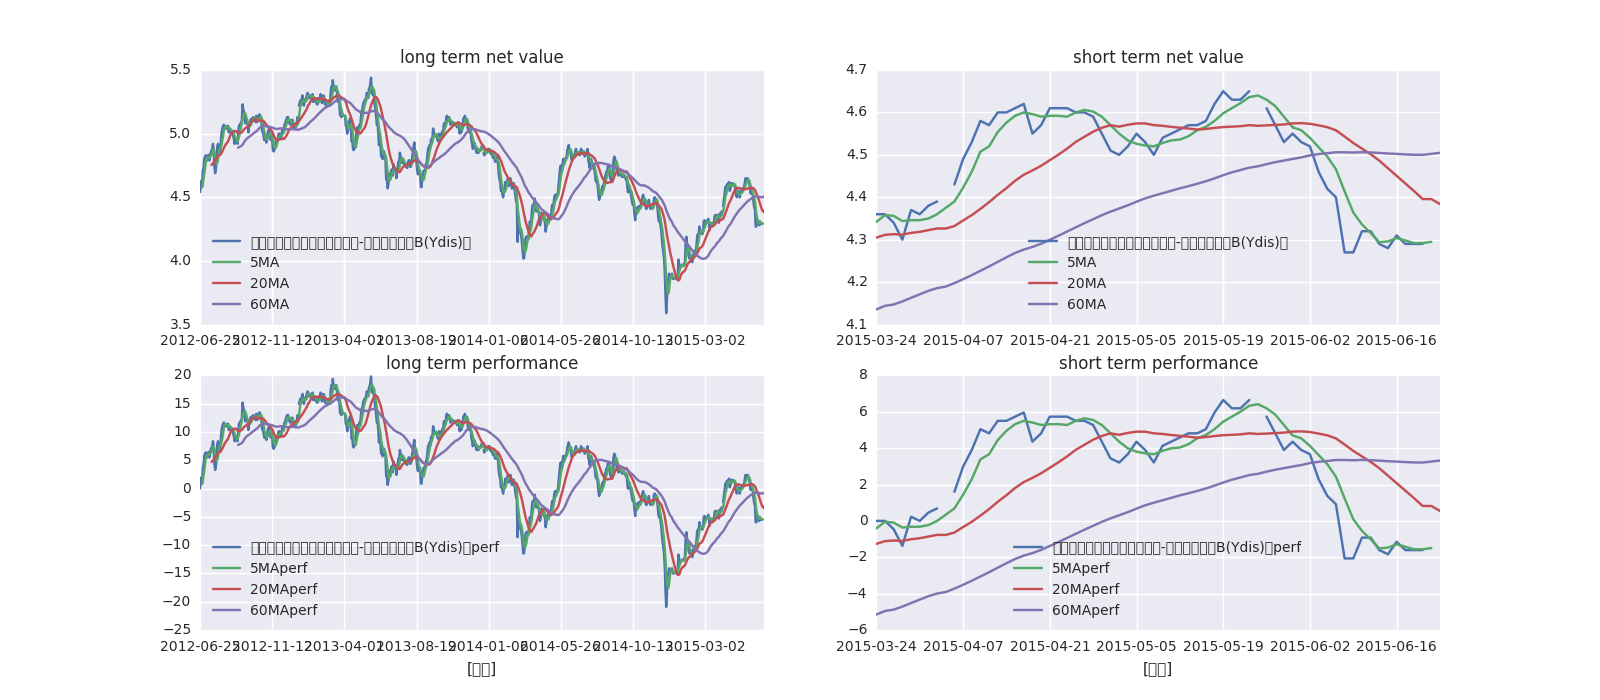 long term net value
5.5
5.0
4.5
4.0
3.5
B(Ydis)
5MA
20MA
60MA
2012-06-25 2012-11-12 2013-04-01 2013-08-19 2014-01-06 2014-05-26 2014-10-13 2015-03-02
short term net value
4.7
4.6
4.5
4.4
4.3
4.2
4.1
B(Ydis)
5MA
20MA
60MA
2015-03-24 2015-04-07 2015-04-21 2015-05-05 2015-05-19 2015-06-02 2015-06-16
long term performance
20
15
10
5
0
−5
−10
−15
−20
−25
B(Ydis) perf
5MAperf
20MAperf
60MAperf
2012-06-25 2012-11-12 2013-04-01 2013-08-19 2014-01-06 2014-05-26 2014-10-13 2015-03-02
short term performance
8
6
4
2
0
−2
−4
−6
B(Ydis) perf
5MAperf
20MAperf
60MAperf
2015-03-24 2015-04-07 2015-04-21 2015-05-05 2015-05-19 2015-06-02 2015-06-16